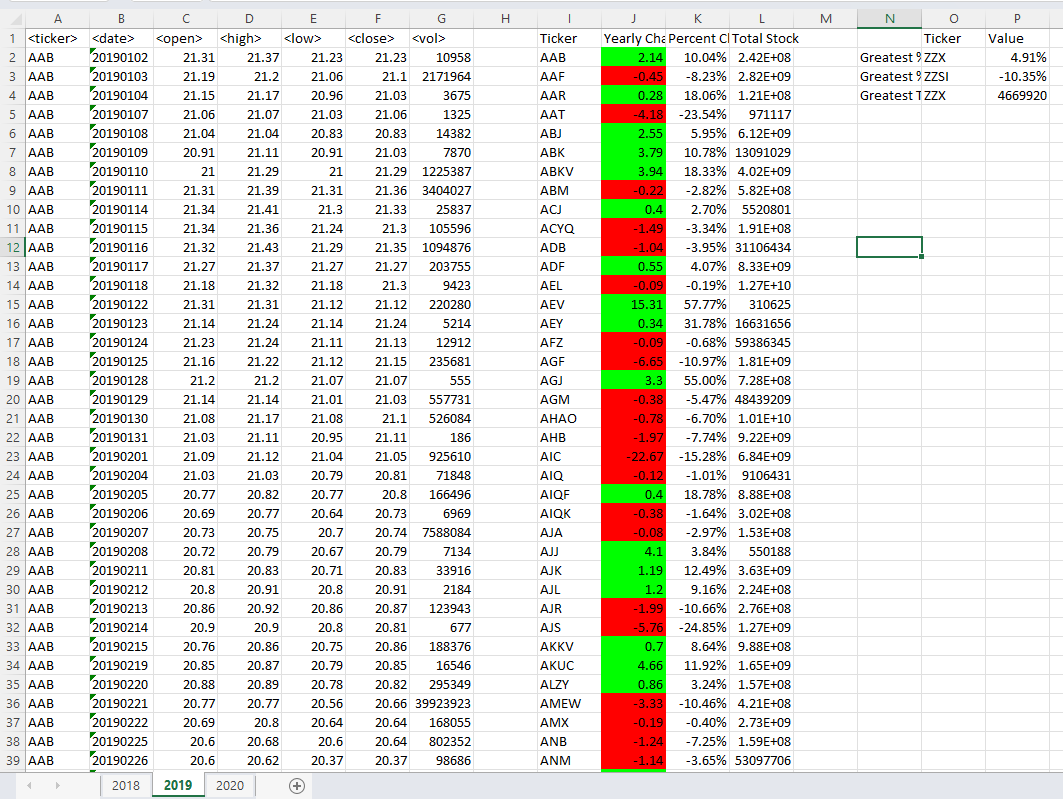 A B C D E F G H I J K L M N O P
1 <ticker> <date> <open> <high> <low> <close> <vol> Ticker Yearly Cha Percent C Total Stock Ticker Value
2 AAB 20190102 21.31 21.37 21.23 21.23 10958 AAB 2.14 10.04% 2.42E+08 Greatest % ZZX 4.91%
3 AAB 20190103 21.19 21.2 21.06 21.1 2171964 AAF -0.45 -8.23% 2.82E+09 Greatest % ZZSI -10.35%
4 AAB 20190104 21.15 21.17 20.96 21.03 3675 AAR 0.28 18.06% 1.21E+08 Greatest T ZZX 4669920
5 AAB 20190107 21.06 21.07 21.03 21.06 1325 AAT -4.18 -23.54% 971117
6 AAB 20190108 21.04 21.04 20.83 20.83 14382 ABJ 2.55 5.95% 6.12E+09
7 AAB 20190109 20.91 21.11 20.91 21.03 7870 ABK 3.79 10.78% 13091029
8 AAB 20190110 21 21.29 21 21.29 1225387 ABKV 3.94 18.33% 4.02E+09
9 AAB 20190111 21.31 21.39 21.31 21.36 3404027 ABM -0.22 -2.82% 5.82E+08
10 AAB 20190114 21.34 21.41 21.3 21.33 25837 ACJ 0.4 2.70% 5520801
11 AAB 20190115 21.34 21.36 21.24 21.3 105596 ACYQ -1.49 -3.34% 1.91E+08
12 AAB 20190116 21.32 21.43 21.29 21.35 1094876 ADB -1.04 -3.95% 31106434
13 AAB 20190117 21.27 21.37 21.27 21.27 203755 ADF 0.55 4.07% 8.33E+09
14 AAB 20190118 21.18 21.32 21.18 21.3 9423 AEL -0.09 -0.19% 1.27E+10
15 AAB 20190122 21.31 21.31 21.12 21.12 220280 AEV 15.31 57.77% 310625
16 AAB 20190123 21.14 21.24 21.14 21.24 5214 AEY 0.34 31.78% 16631656
17 AAB 20190124 21.23 21.24 21.11 21.13 12912 AFZ -0.09 -0.68% 59386345
18 AAB 20190125 21.16 21.22 21.12 21.15 235681 AGF -6.65 -10.97% 1.81E+09
19 AAB 20190128 21.2 21.2 21.07 21.07 555 AGJ 3.3 55.00% 7.28E+08
20 AAB 20190129 21.14 21.14 21.01 21.03 557731 AGM -0.38 -5.47% 48439209
21 AAB 20190130 21.08 21.17 21.08 21.1 526084 AHAO -0.78 -6.70% 1.01E+10
22 AAB 20190131 21.03 21.11 20.95 21.11 186 AHB -1.97 -7.74% 9.22E+09
23 AAB 20190201 21.09 21.12 21.04 21.05 925610 AIC -22.67 -15.28% 6.84E+09
24 AAB 20190204 21.03 21.03 20.79 20.81 71848 AIQ -0.12 -1.01% 9106431
25 AAB 20190205 20.77 20.82 20.77 20.8 166496 AIQF 0.4 18.78% 8.88E+08
26 AAB 20190206 20.69 20.77 20.64 20.73 6969 AIQK -0.38 -1.64% 3.02E+08
27 AAB 20190207 20.73 20.75 20.7 20.74 7588084 AJA -0.08 -2.97% 1.53E+08
28 AAB 20190208 20.72 20.79 20.67 20.79 7134 AJJ 4.1 3.84% 550188
29 AAB 20190211 20.81 20.83 20.71 20.83 33916 AJK 1.19 12.49% 3.63E+09
30 AAB 20190212 20.8 20.91 20.8 20.91 2184 AJL 1.2 9.16% 2.24E+08
31 AAB 20190213 20.86 20.92 20.86 20.87 123943 AJR -1.99 -10.66% 2.76E+08
32 AAB 20190214 20.9 20.9 20.8 20.81 677 AJS -5.76 -24.85% 1.27E+09
33 AAB 20190215 20.76 20.86 20.75 20.86 188376 AKKV 0.7 8.64% 9.88E+08
34 AAB 20190219 20.85 20.87 20.79 20.85 16546 AKUC 4.66 11.92% 1.65E+09
35 AAB 20190220 20.88 20.89 20.78 20.82 295349 ALZY 0.86 3.24% 1.57E+08
36 AAB 20190221 20.77 20.77 20.56 20.66 39923923 AMEW -3.33 -10.46% 4.21E+08
37 AAB 20190222 20.69 20.8 20.64 20.64 168055 AMX -0.19 -0.40% 2.73E+09
38 AAB 20190225 20.6 20.68 20.6 20.64 802352 ANB -1.24 -7.25% 1.59E+08
39 AAB 20190226 20.6 20.62 20.37 20.37 98686 ANM -1.14 -3.65% 53097706
2018 2019 2020